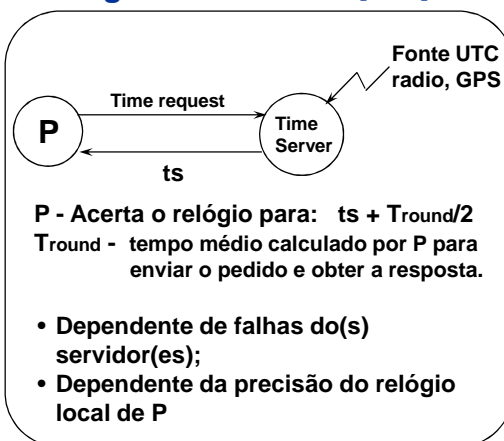 Fonte UTC
radio, GPS
Time request
P
Time
Server
ts
P - Acerta o relógio para: ts + Tround/2
Tround - tempo médio calculado por P para
enviar o pedido e obter a resposta.
• Dependente de falhas do(s)
servidor(es);
• Dependente da precisão do relógio
local de P